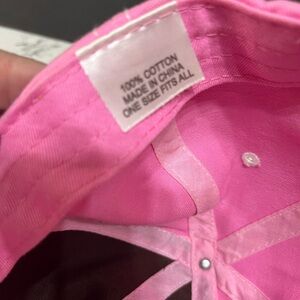 100% COTTON
MADE IN CHINA
ONE SIZE FITS ALL